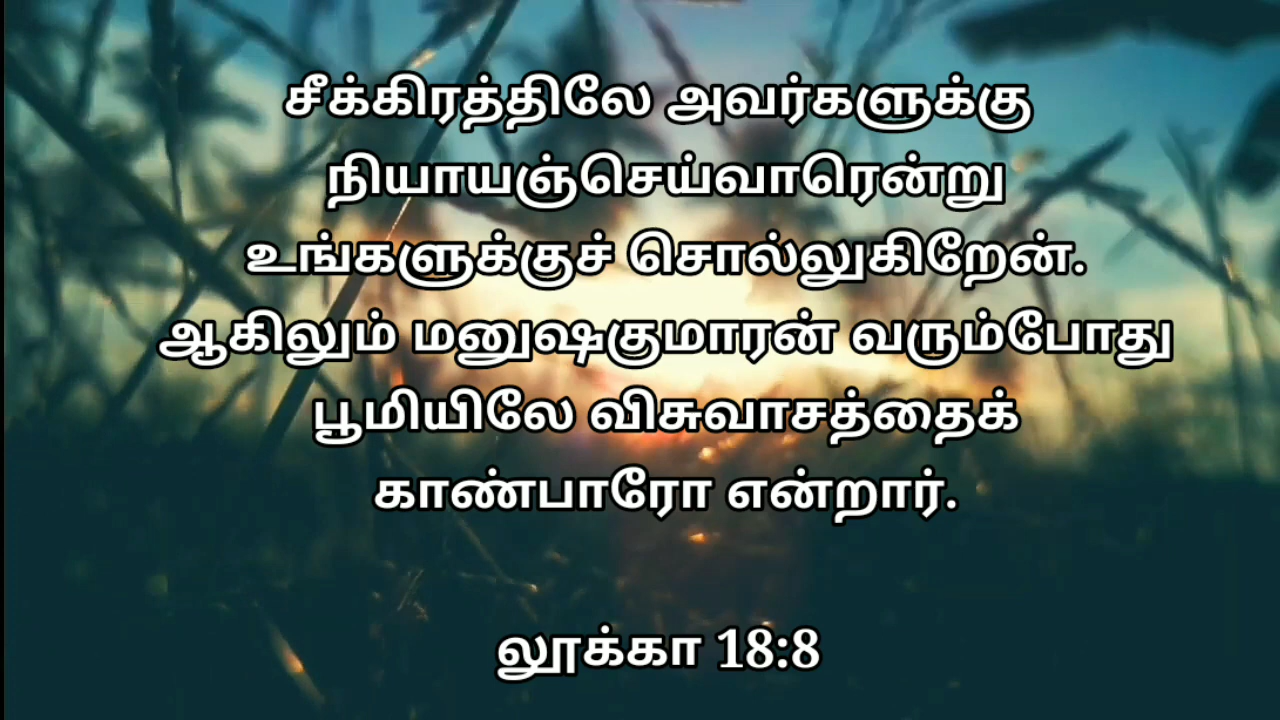 சீக்கிரத்திலே அவர்களுக்கு
நியாயஞ்செய்வாரென்று
உங்களுக்குச் சொல்லுகிறேன்.
ஆகிலும் மனுஷகுமாரன் வரும்போது
பூமியிலே விசுவாசத்தைக்
காண்பாரோ என்றார்.
லூக்கா 18:8